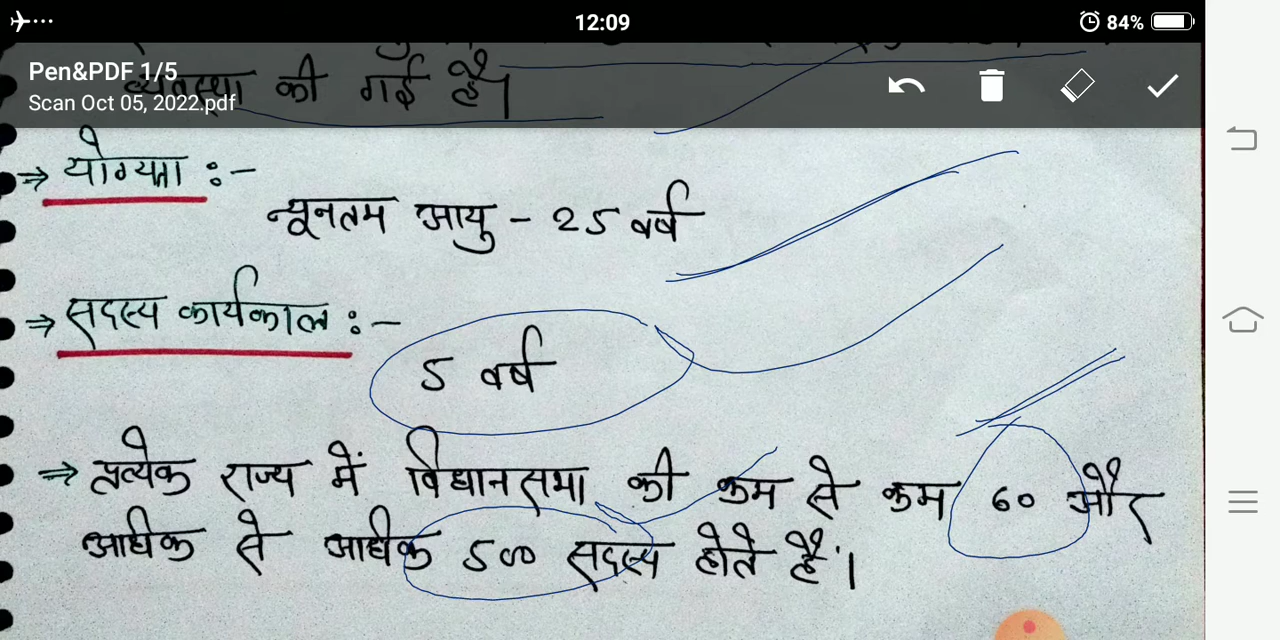 12:09
84%
Pen&PDF 1/5
Scan Oct 05, 2022.pdf
व्यवस्था की गई है।
⇒ योग्यता :-
न्यूनतम आयु - 25 वर्ष
⇒ सदस्य कार्यकाल :-
5 वर्ष
⇒ प्रत्येक राज्य में विधानसभा की कम से कम 60 और
अधिक से अधिक 500 सदस्य होते हैं।